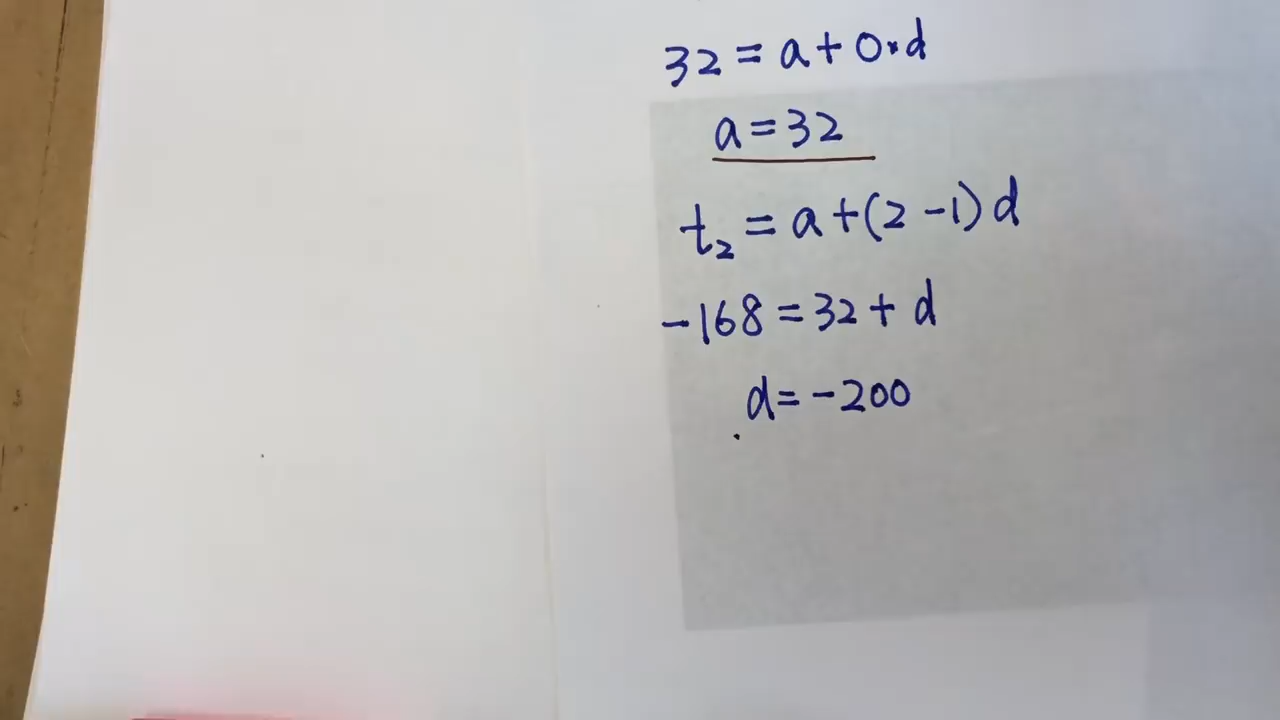 32 = a + 0・d
a = 32
t₂ = a + (2 - 1) d
-168 = 32 + d
d = -200